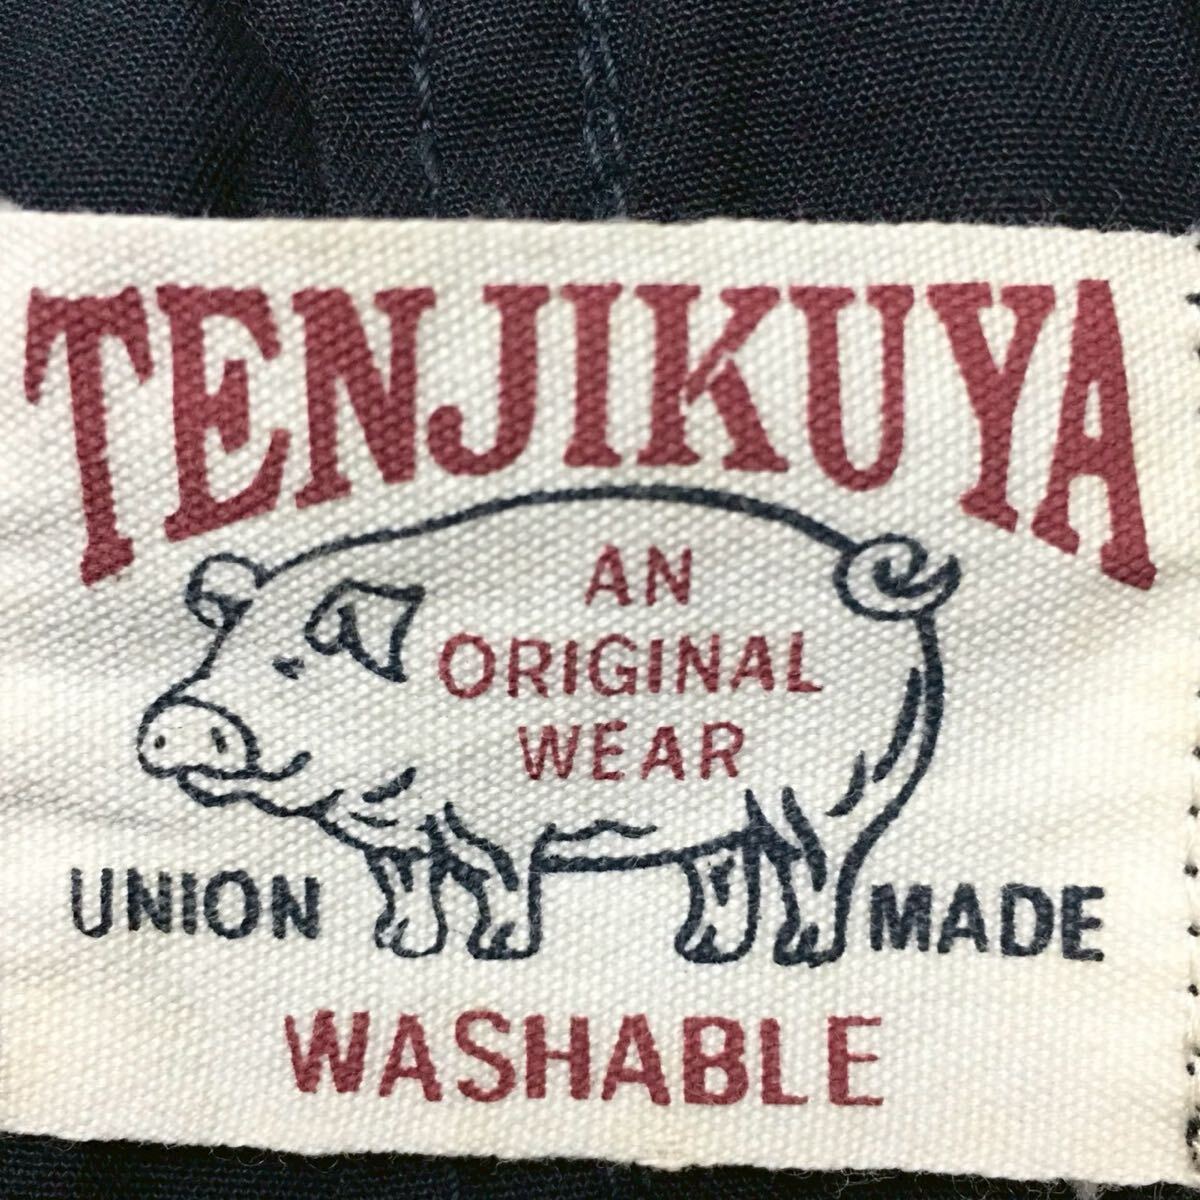 TENJIKUYA
AN
ORIGINAL
WEAR
UNION MADE
WASHABLE